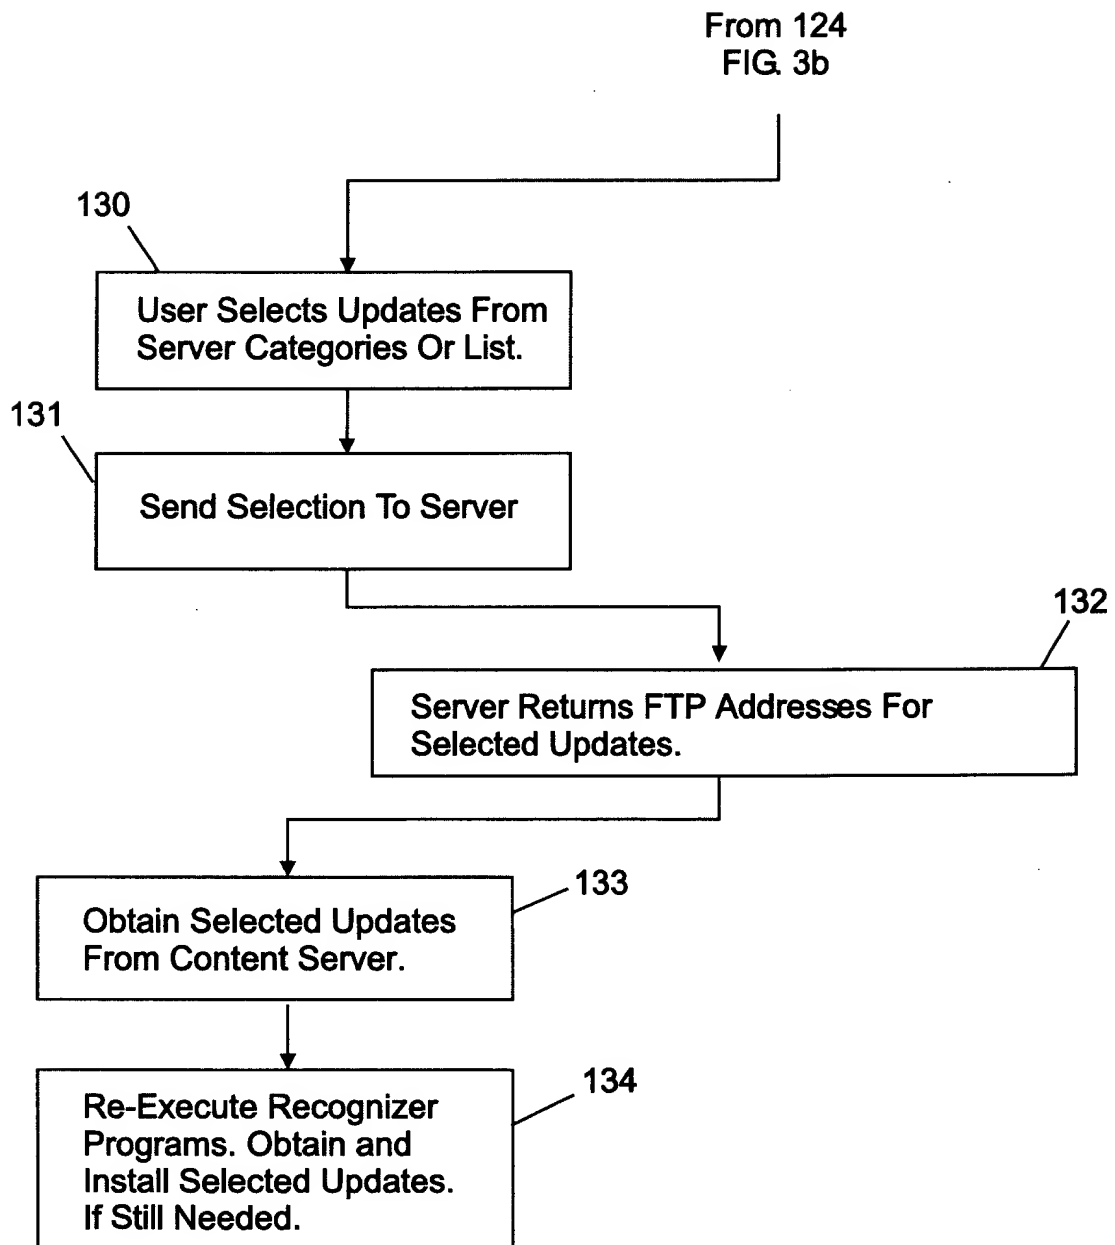 From 124
FIG. 3b
130
User Selects Updates From
Server Categories Or List.
131
Send Selection To Server
132
Server Returns FTP Addresses For
Selected Updates.
133
Obtain Selected Updates
From Content Server.
134
Re-Execute Recognizer
Programs. Obtain and
Install Selected Updates.
If Still Needed.